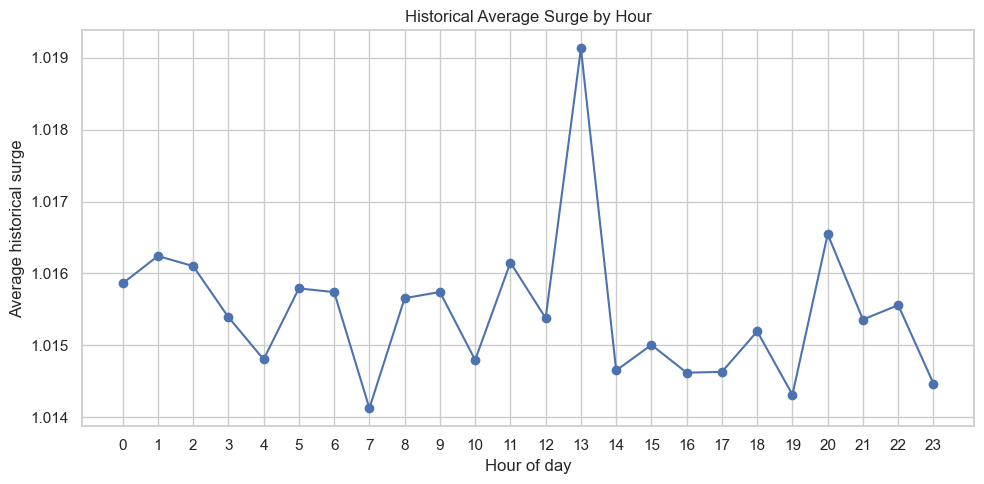 Historical Average Surge by Hour
Average historical surge
1.019
1.018
1.017
1.016
1.015
1.014
0 1 2 3 4 5 6 7 8 9 10 11 12 13 14 15 16 17 18 19 20 21 22 23
Hour of day